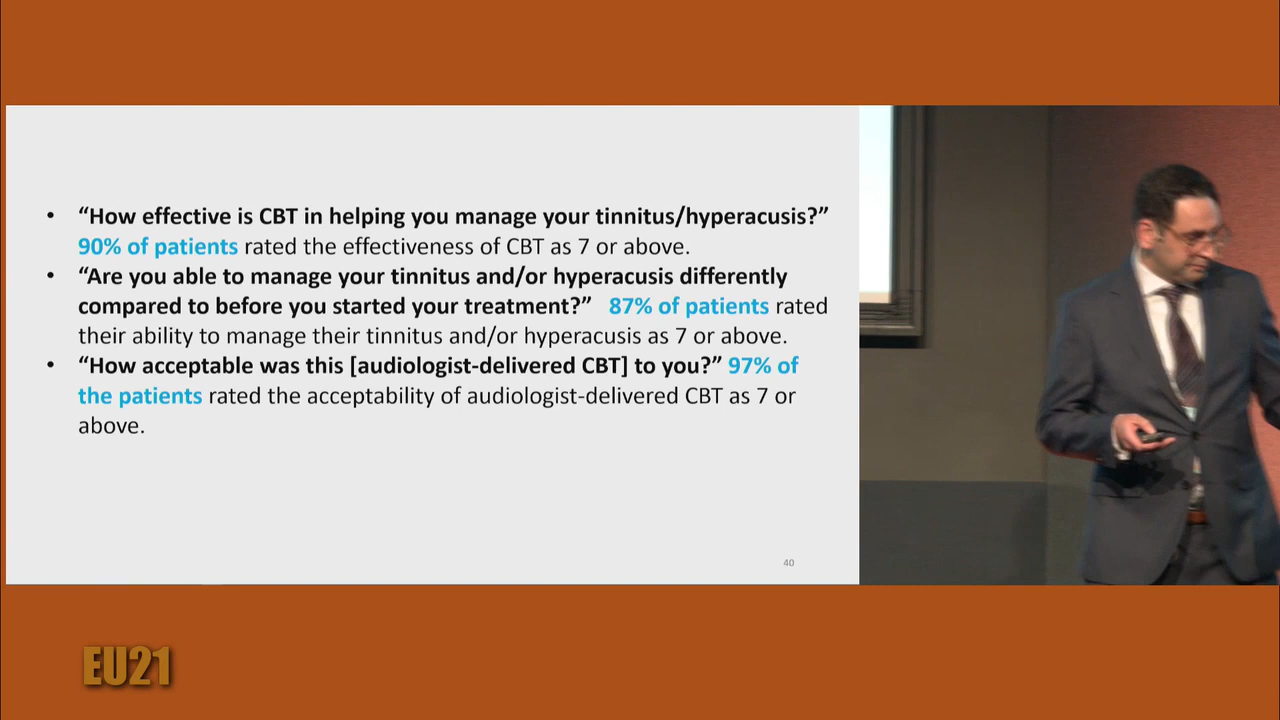 • “How effective is CBT in helping you manage your tinnitus/hyperacusis?”
90% of patients rated the effectiveness of CBT as 7 or above.
• “Are you able to manage your tinnitus and/or hyperacusis differently
compared to before you started your treatment?” 87% of patients rated
their ability to manage their tinnitus and/or hyperacusis as 7 or above.
• “How acceptable was this [audiologist-delivered CBT] to you?” 97% of
the patients rated the acceptability of audiologist-delivered CBT as 7 or
above.
40
EU21